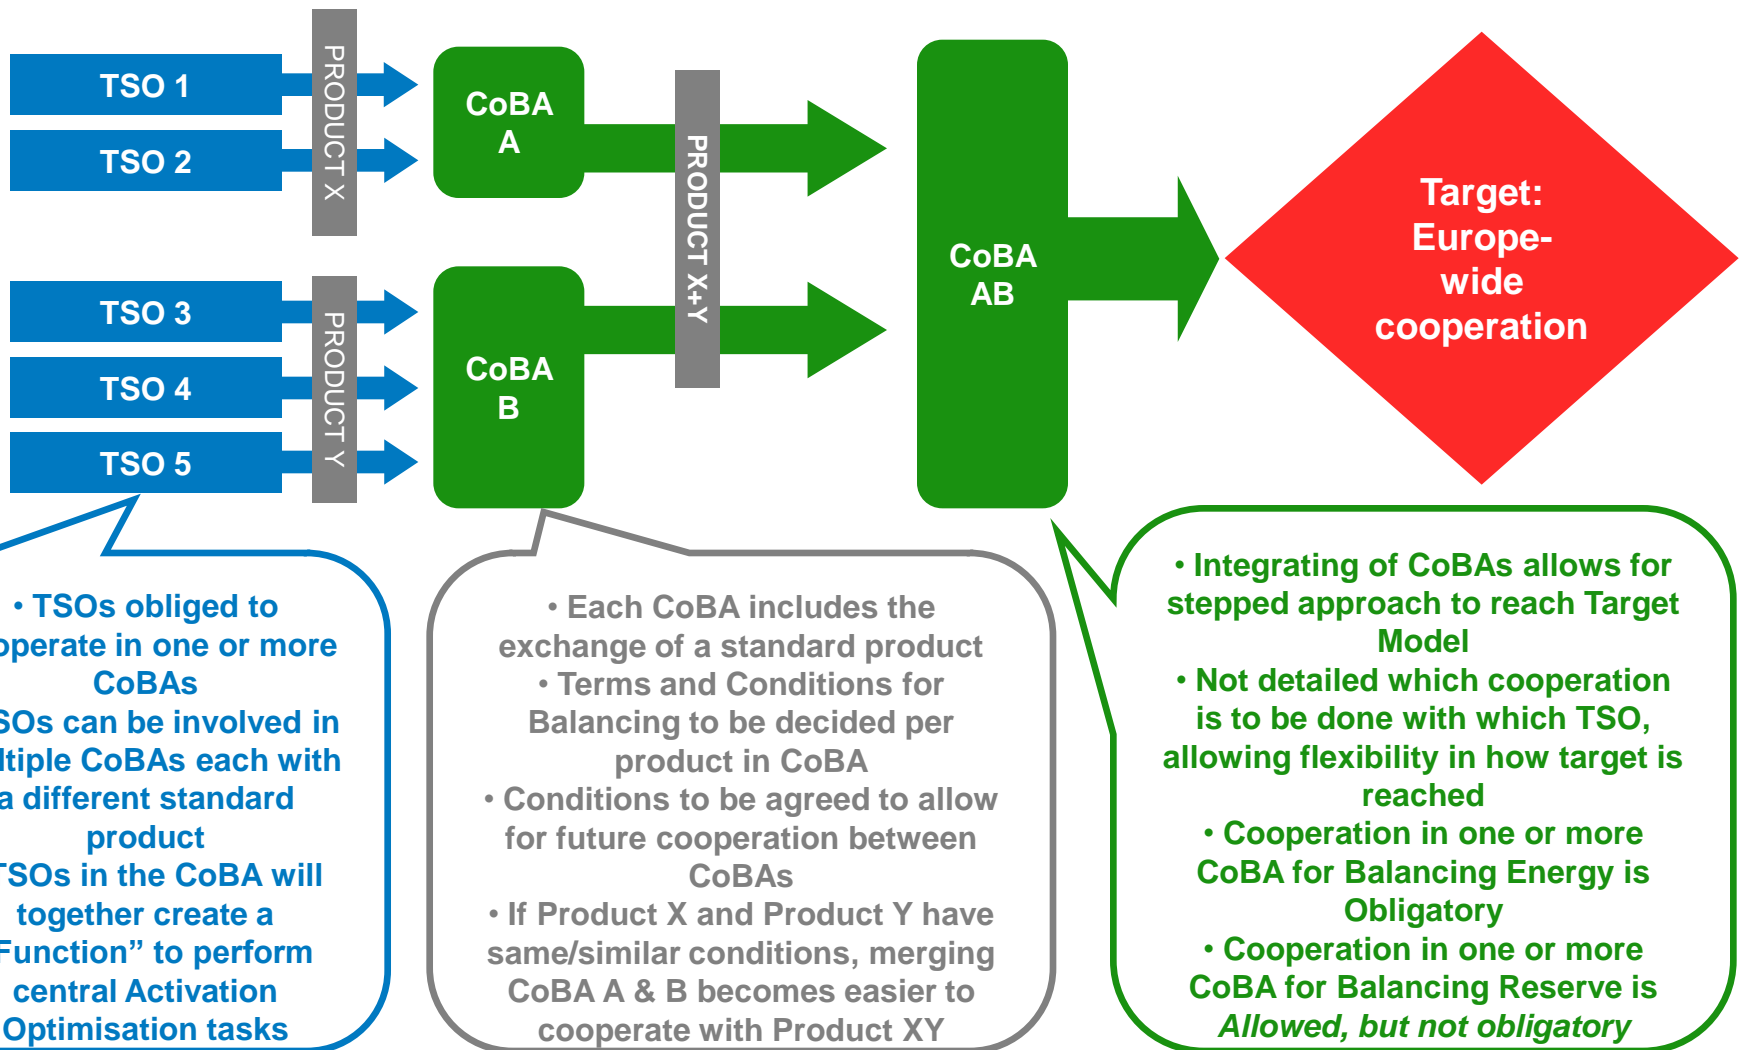 TSO 1
TSO 2
PRODUCT X
CoBA
A
TSO 3
TSO 4
TSO 5
PRODUCT Y
CoBA
B
PRODUCT X+Y
CoBA
AB
Target:
Europe-
wide
cooperation
• TSOs obliged to
operate in one or more
CoBAs
SOs can be involved in
ltiple CoBAs each with
a different standard
product
TSOs in the CoBA will
together create a
Function” to perform
central Activation
Optimisation tasks
• Each CoBA includes the
exchange of a standard product
• Terms and Conditions for
Balancing to be decided per
product in CoBA
• Conditions to be agreed to allow
for future cooperation between
CoBAs
• If Product X and Product Y have
same/similar conditions, merging
CoBA A & B becomes easier to
cooperate with Product XY
• Integrating of CoBAs allows for
stepped approach to reach Target
Model
• Not detailed which cooperation
is to be done with which TSO,
allowing flexibility in how target is
reached
• Cooperation in one or more
CoBA for Balancing Energy is
Obligatory
• Cooperation in one or more
CoBA for Balancing Reserve is
Allowed, but not obligatory